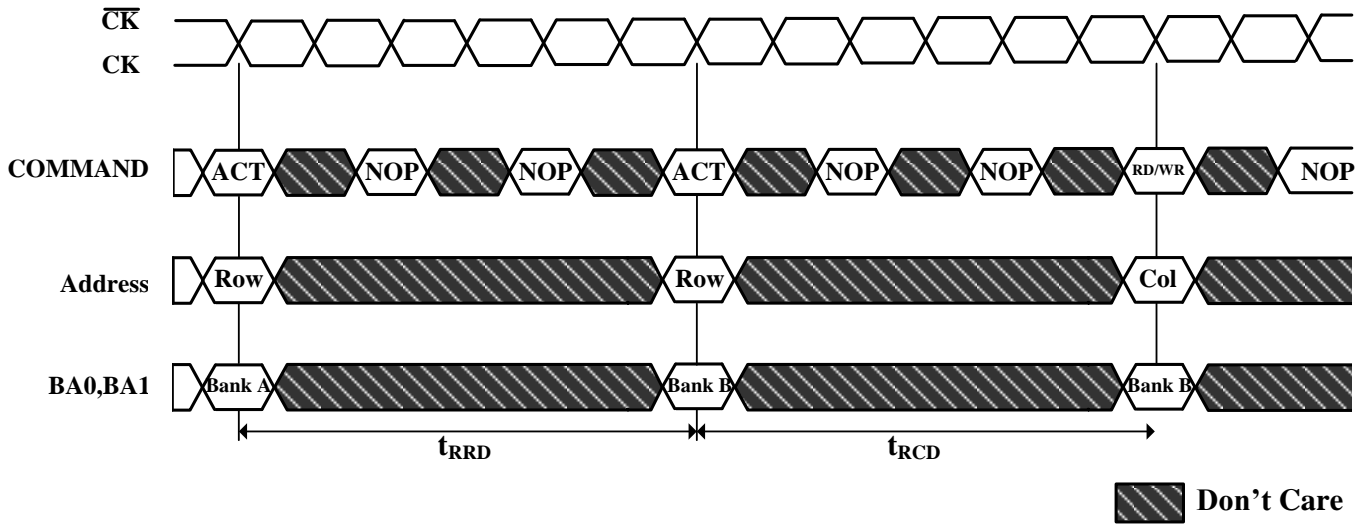 CK
CK
COMMAND ACT NOP NOP ACT NOP NOP RD/WR NOP
Address Row Row Col
BA0,BA1 Bank A Bank B Bank B
tRRD tRCD
Don't Care